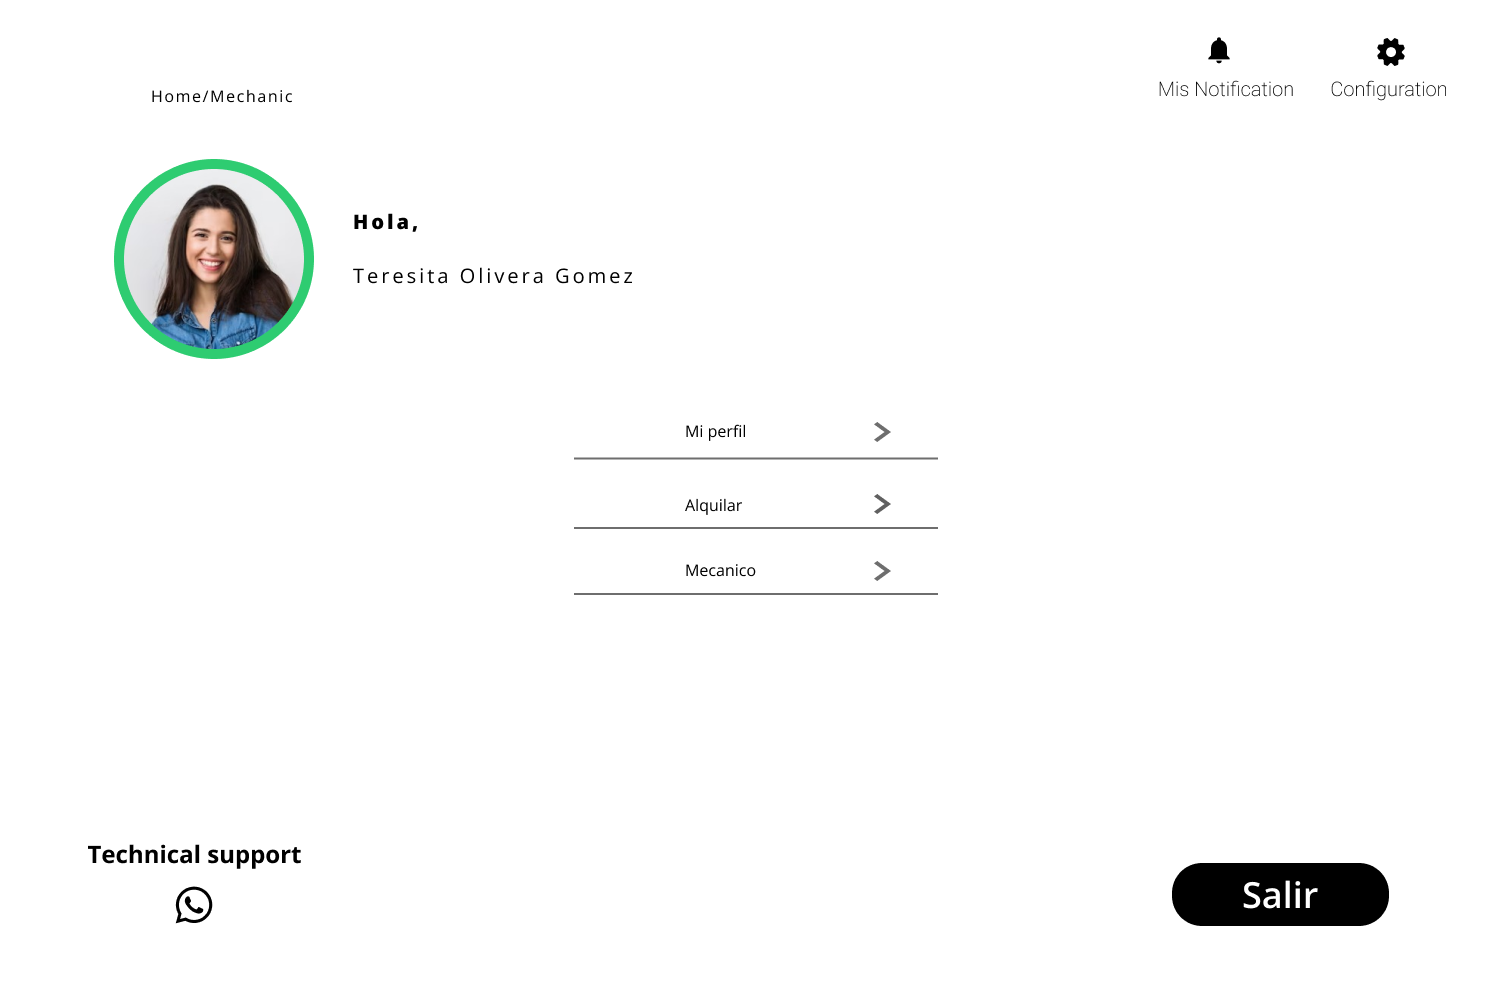 Mis Notification
Configuration
Home/Mechanic
Hola,
Teresita Olivera Gomez
Mi perfil
Alquilar
Mecanico
Technical support
Salir